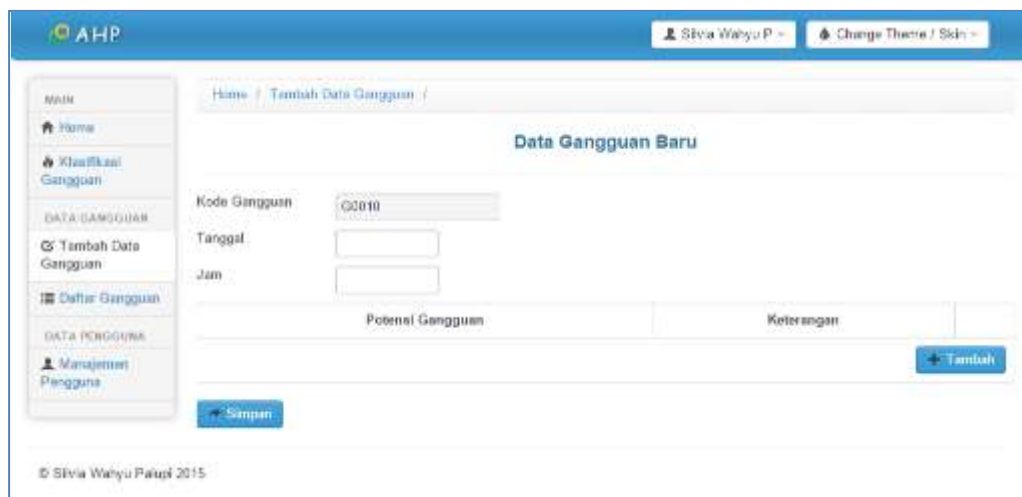 AHP
Silvia Wahyu P
Change Theme / Skin
MAIN
Home
Klasifikasi
Gangguan
DATA GANGGUAN
Tambah Data
Gangguan
Daftar Gangguan
DATA PENGGUNA
Manajemen
Pengguna
Home / Tambah Data Gangguan /
Data Gangguan Baru
Kode Gangguan
G0010
Tanggal
Jam
Potensi Gangguan Keterangan
Tambah
Simpan
© Silvia Wahyu Palupi 2015